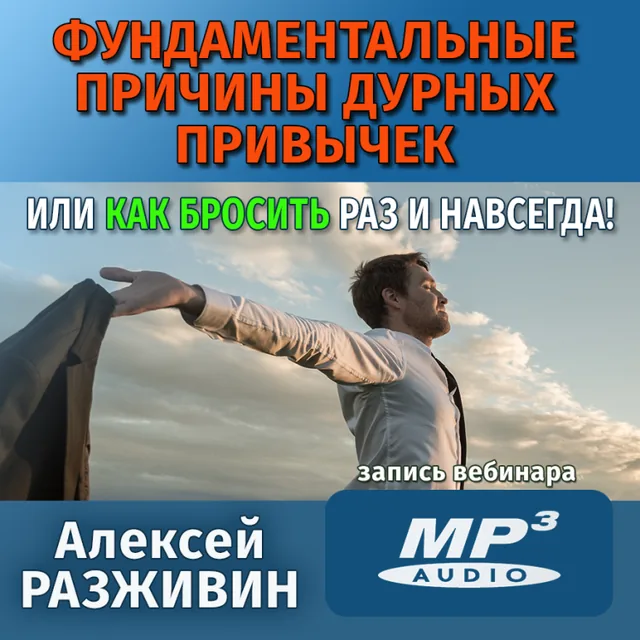 ФУНДАМЕНТАЛЬНЫЕ
ПРИЧИНЫ ДУРНЫХ
ПРИВЫЧЕК
ИЛИ КАК БРОСИТЬ РАЗ И НАВСЕГДА!
запись вебинара
Алексей
РАЗЖИВИН
MP3
AUDIO